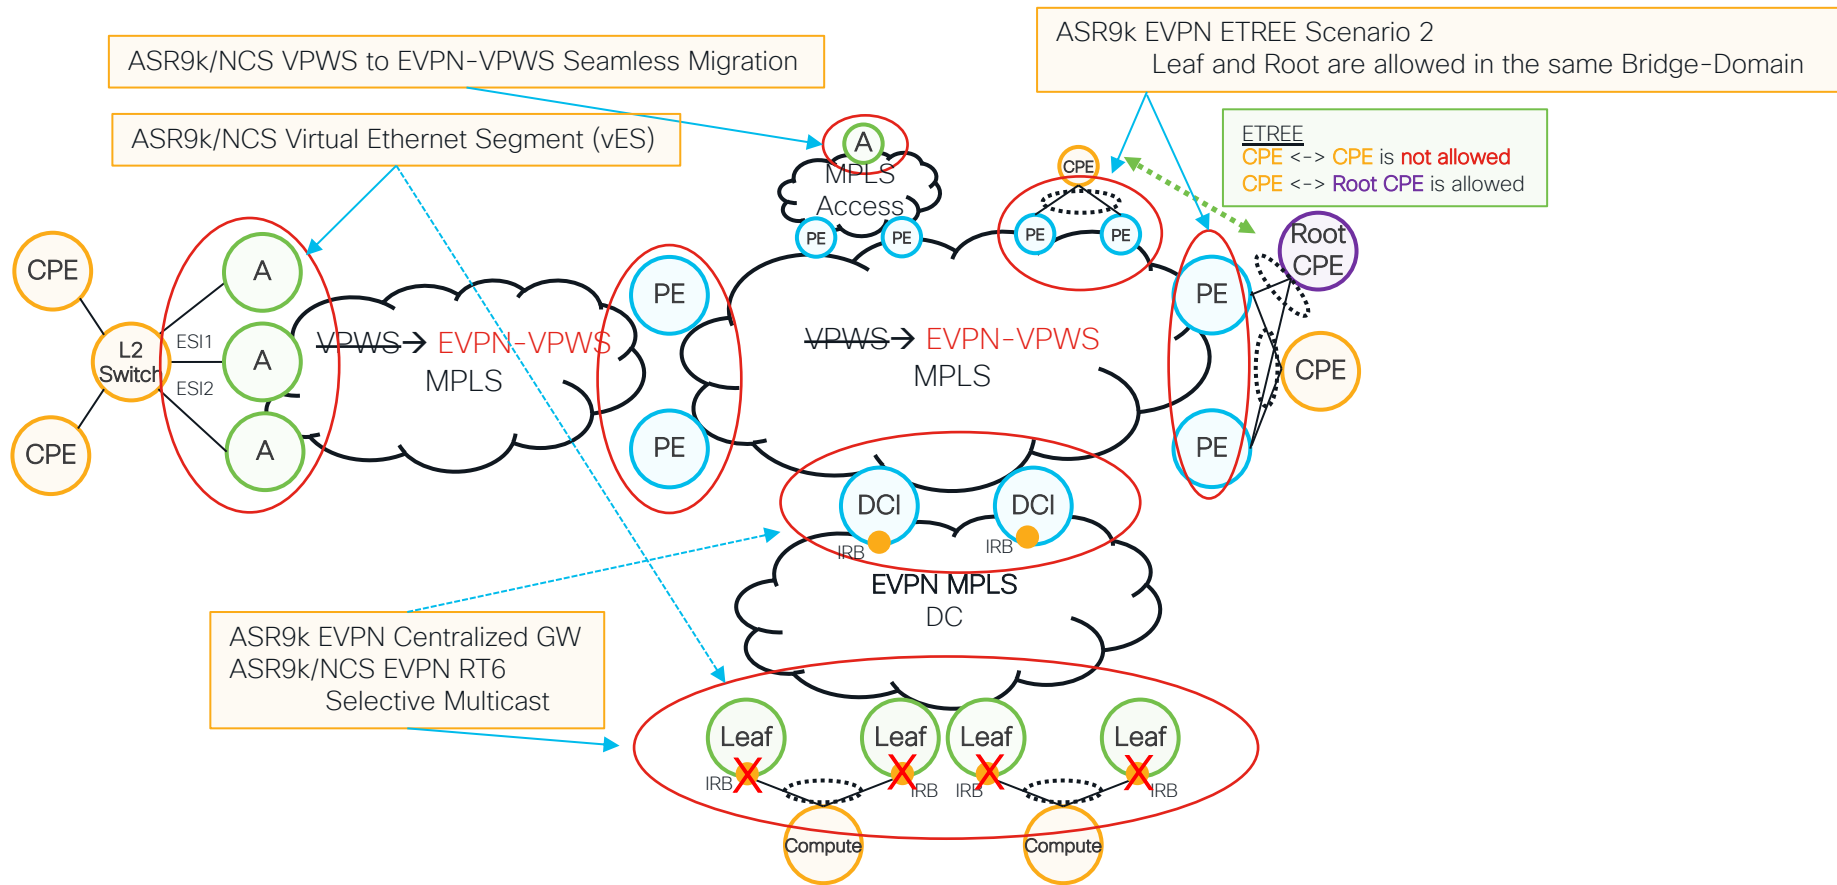 ASR9k/NCS VPWS to EVPN-VPWS Seamless Migration
ASR9k EVPN ETREE Scenario 2
Leaf and Root are allowed in the same Bridge-Domain
ASR9k/NCS Virtual Ethernet Segment (vES)
ETREE
CPE <-> CPE is not allowed
CPE <-> Root CPE is allowed
A
MPLS
Access
PE
PE
CPE
PE
PE
Root
CPE
CPE
L2
Switch
CPE
ESI1
ESI2
A
A
A
VPWS→ EVPN-VPWS
MPLS
PE
PE
VPWS→ EVPN-VPWS
MPLS
PE
PE
CPE
DCI
DCI
IRB
IRB
EVPN MPLS
DC
ASR9k EVPN Centralized GW
ASR9k/NCS EVPN RT6
Selective Multicast
Leaf
Leaf
Leaf
Leaf
IRB
IRB
IRB
IRB
X
X
X
X
Compute
Compute